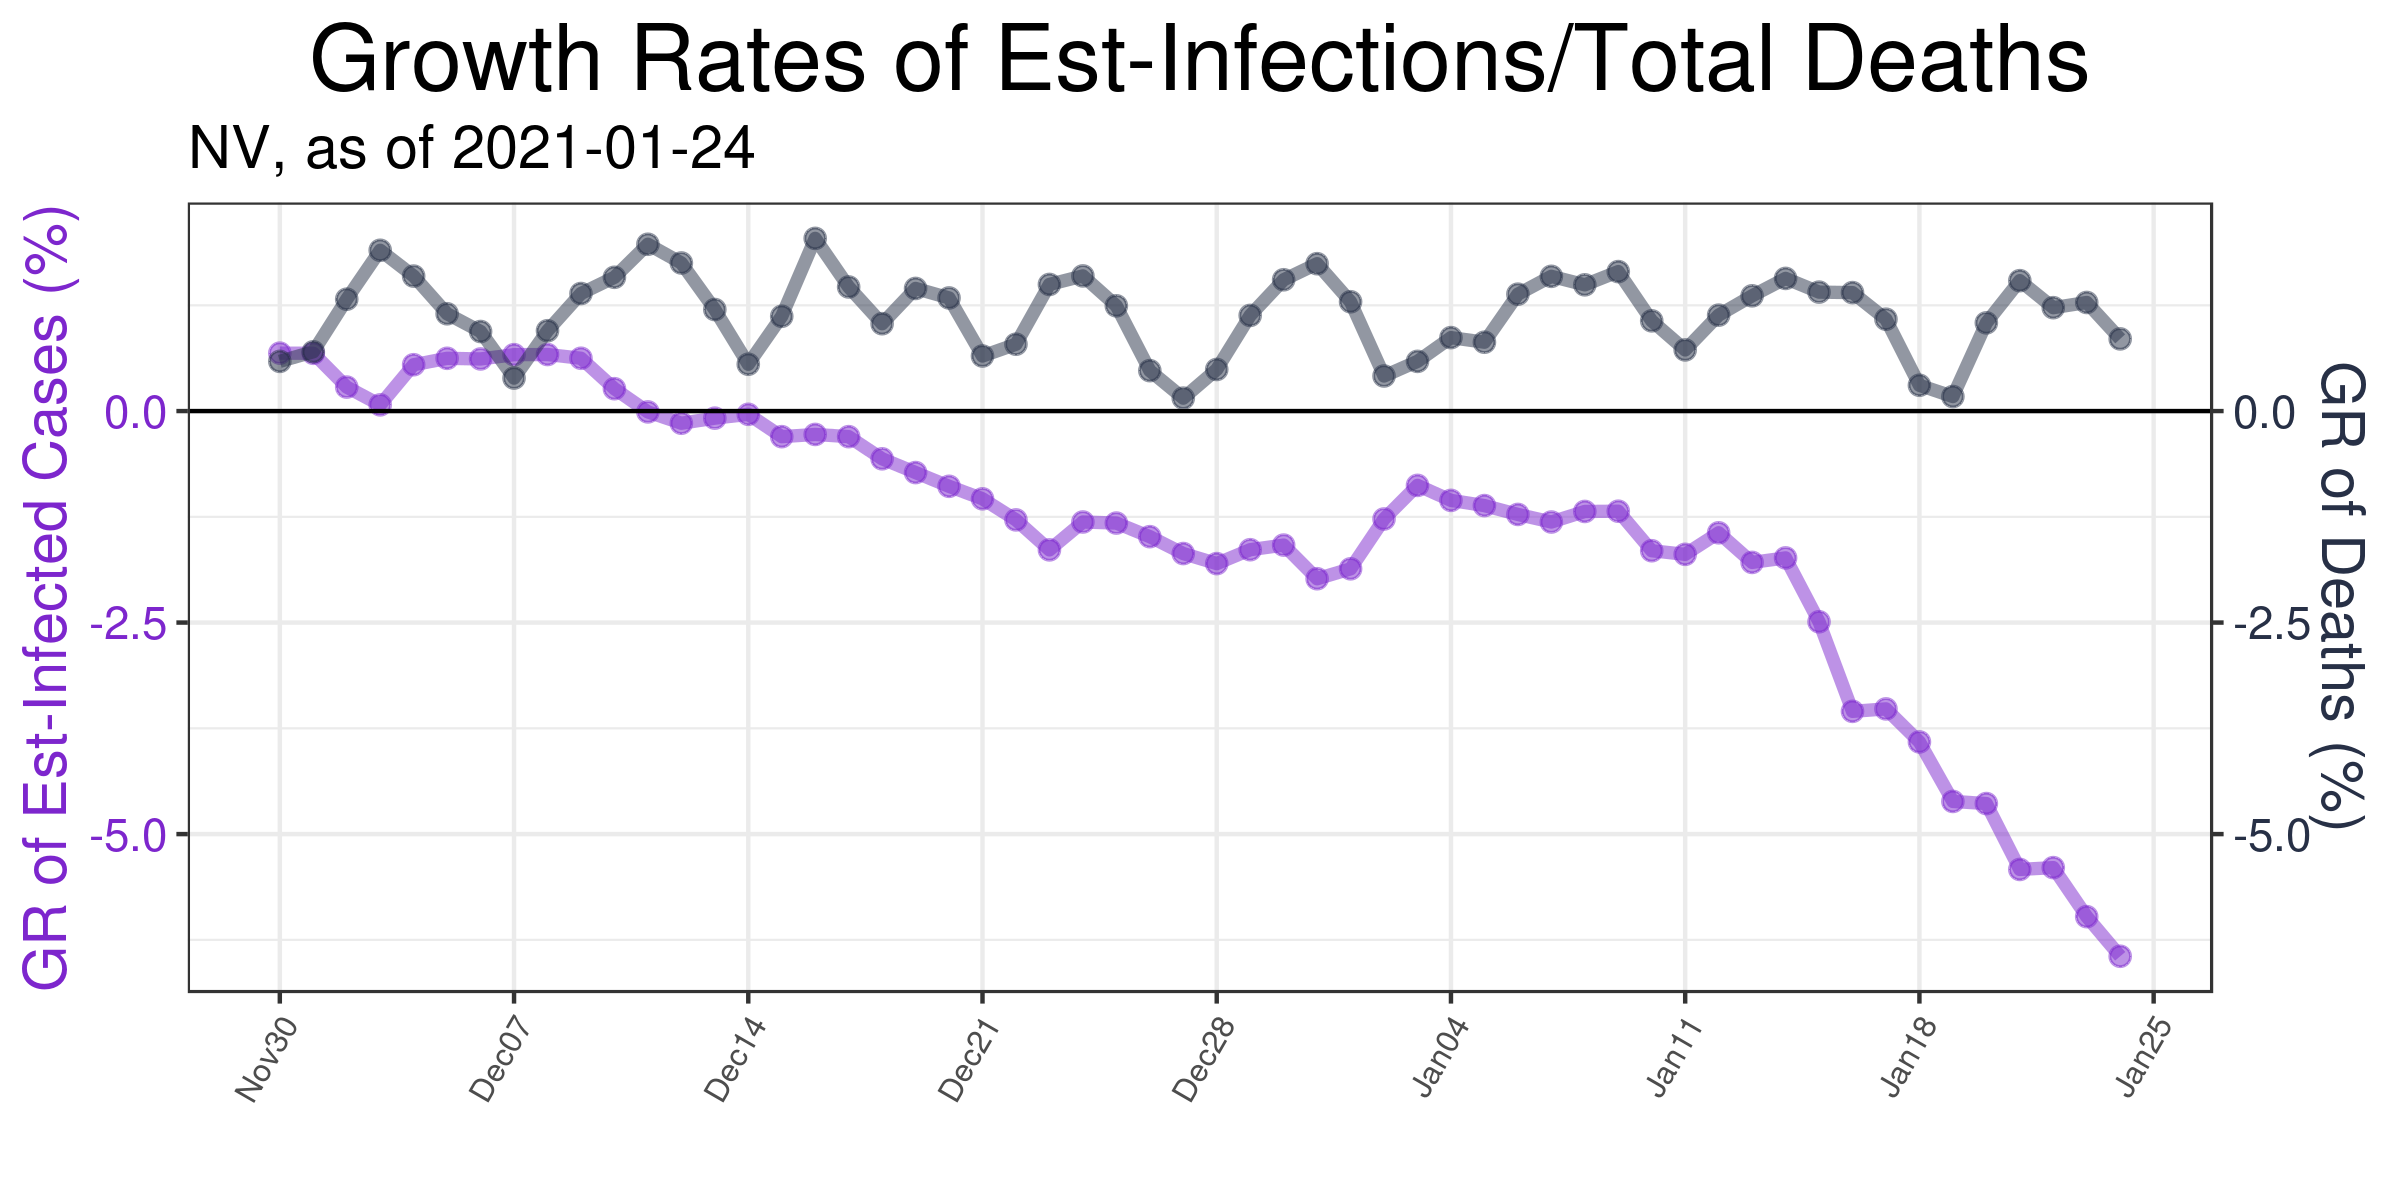 Growth Rates of Est-Infections/Total Deaths
NV, as of 2021-01-24
GR of Est-Infected Cases (%)
0.0
-2.5
-5.0
0.0
-2.5
-5.0
GR of Deaths (%)
Nov30
Dec07
Dec14
Dec21
Dec28
Jan04
Jan11
Jan18
Jan25